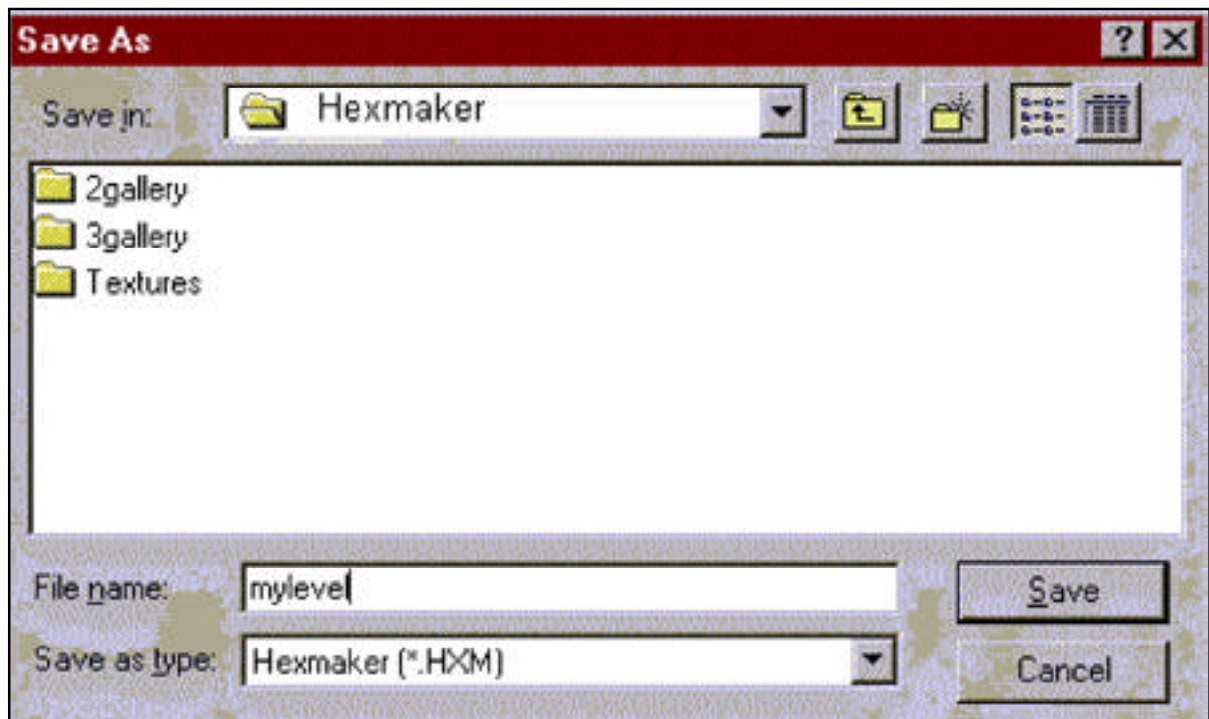 Save As
Save in: Hexmaker
2gallery
3gallery
Textures
File name: mylevel Save
Save as type: Hexmaker (*.HXM) Cancel